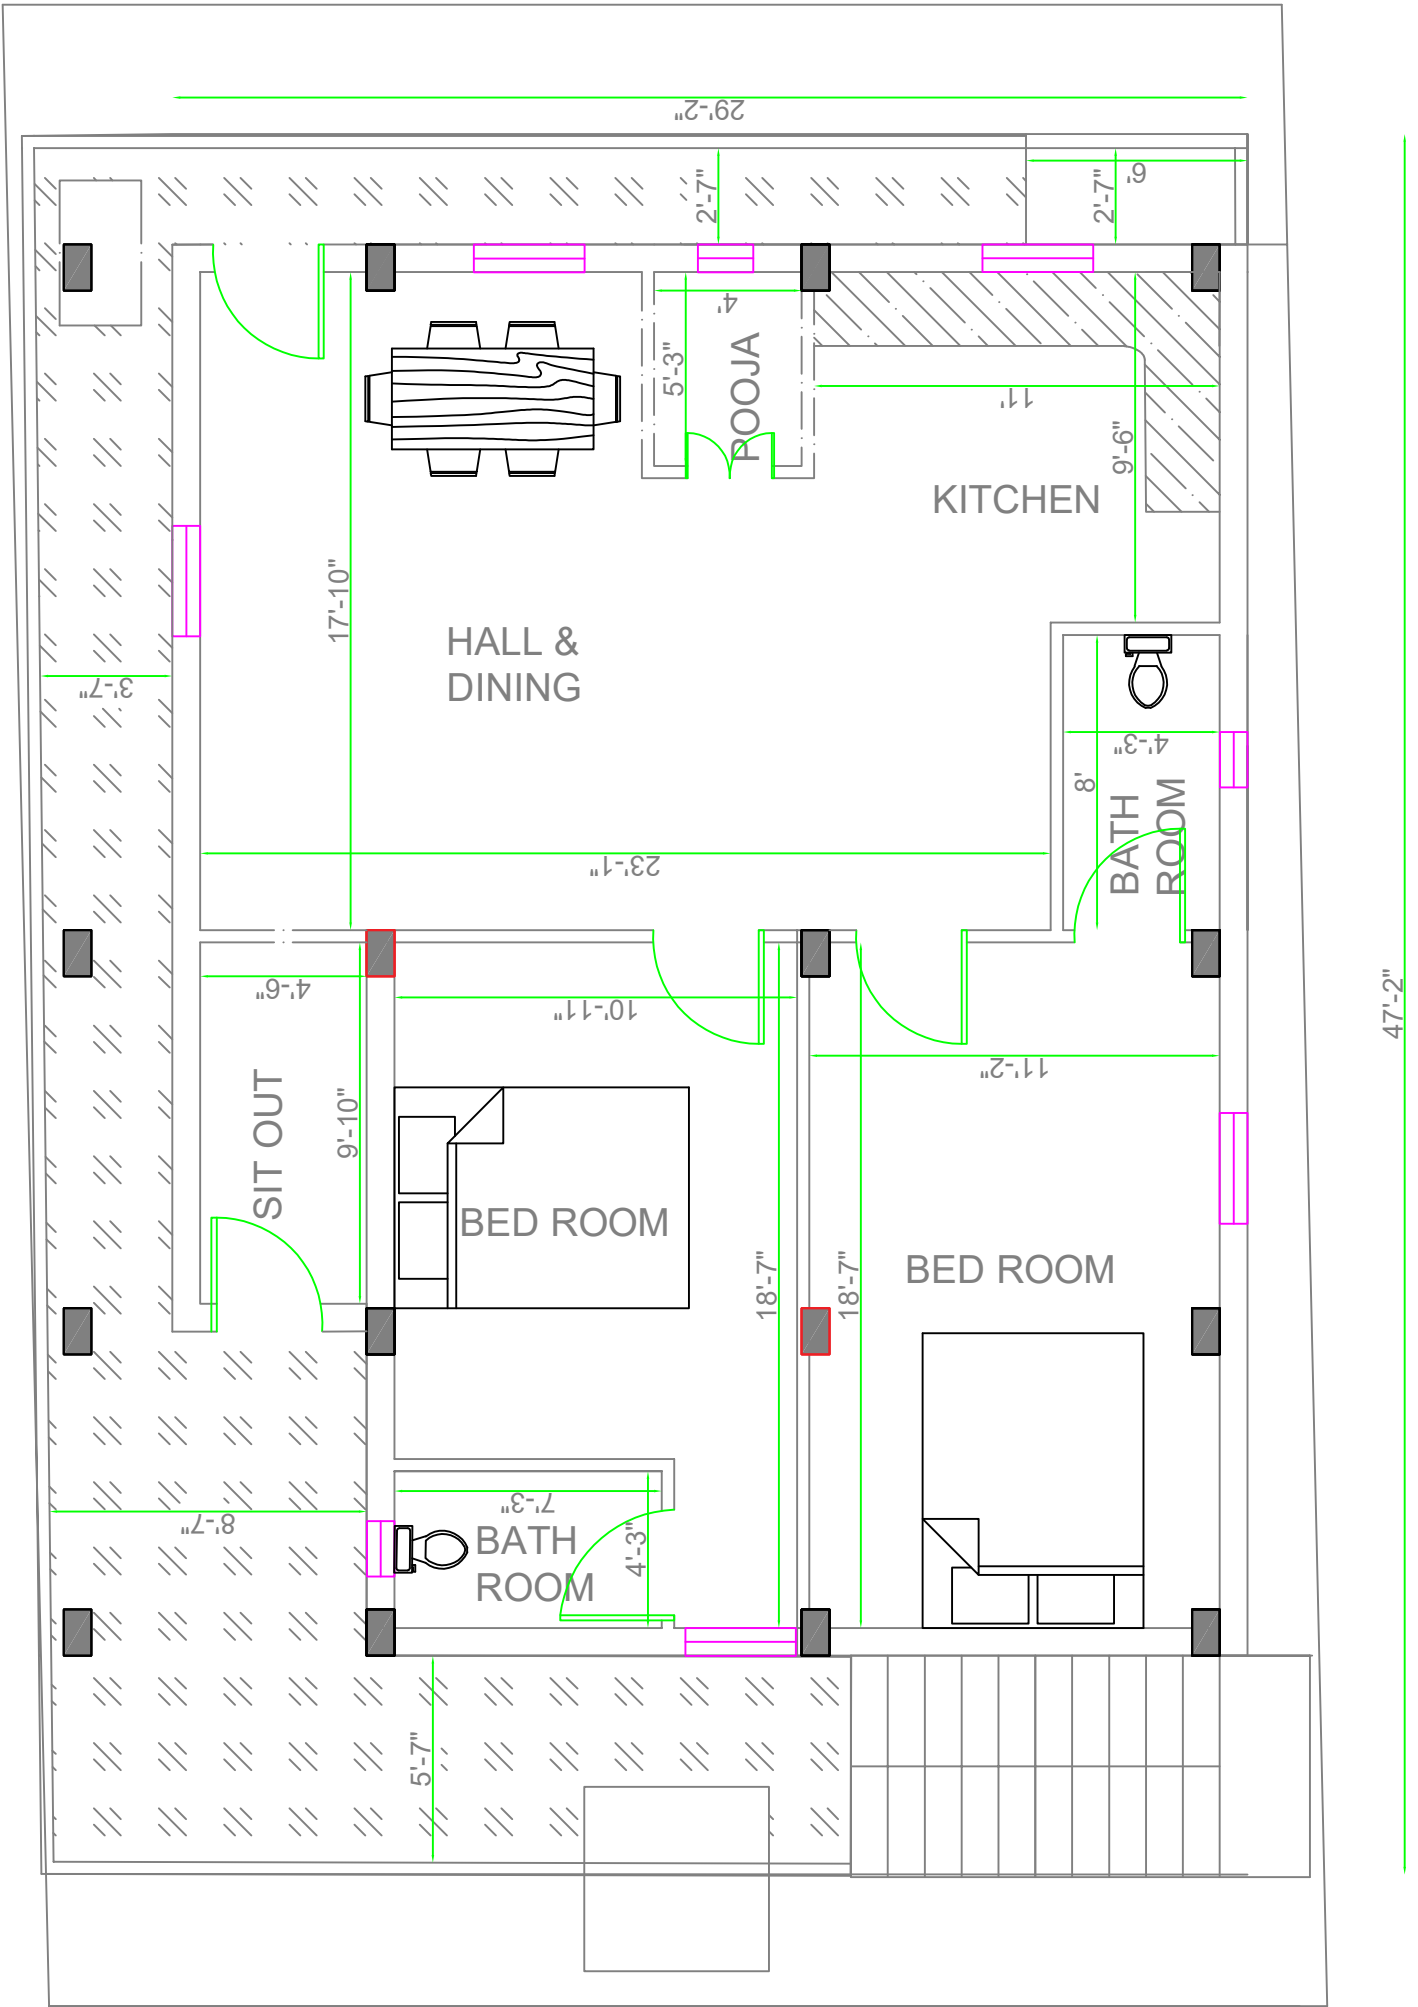 29'-2"
2'-7"
2'-7"
6'
4'
5'-3"
POOJA
11'
9'-6"
KITCHEN
17'-10"
HALL &
DINING
3'-7"
4'-3"
8'
BATH
ROOM
23'-1"
4'-6"
10'-11"
11'-2"
47'-2"
SIT OUT
9'-10"
BED ROOM
18'-7"
18'-7"
BED ROOM
8'-7"
7'-3"
BATH
ROOM
4'-3"
5'-7"